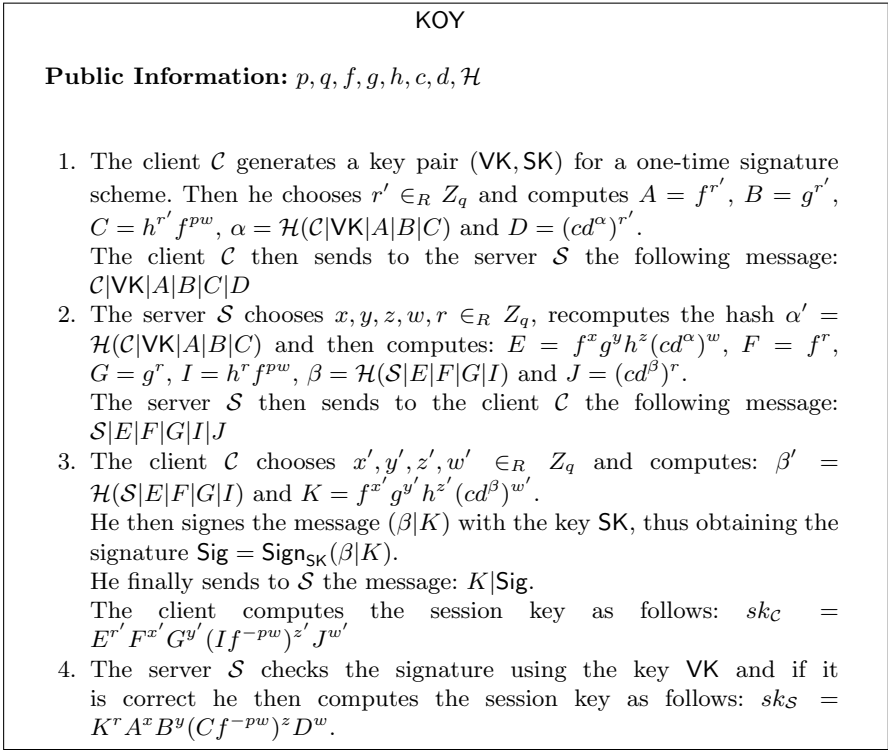 KOY
Public Information: p, q, f, g, h, c, d, ℋ
1. The client 𝒞 generates a key pair (VK, SK) for a one-time signature
scheme. Then he chooses r′ ∈_R Z_q and computes A = f^{r′}, B = g^{r′},
C = h^{r′} f^{pw}, α = ℋ(𝒞|VK|A|B|C) and D = (cd^α)^{r′}.
The client 𝒞 then sends to the server 𝒮 the following message:
𝒞|VK|A|B|C|D
2. The server 𝒮 chooses x, y, z, w, r ∈_R Z_q, recomputes the hash α′ =
ℋ(𝒞|VK|A|B|C) and then computes: E = f^x g^y h^z (cd^α)^w, F = f^r,
G = g^r, I = h^r f^{pw}, β = ℋ(𝒮|E|F|G|I) and J = (cd^β)^r.
The server 𝒮 then sends to the client 𝒞 the following message:
𝒮|E|F|G|I|J
3. The client 𝒞 chooses x′, y′, z′, w′ ∈_R Z_q and computes: β′ =
ℋ(𝒮|E|F|G|I) and K = f^{x′} g^{y′} h^{z′} (cd^β)^{w′}.
He then signes the message (β|K) with the key SK, thus obtaining the
signature Sig = Sign_{SK}(β|K).
He finally sends to 𝒮 the message: K|Sig.
The client computes the session key as follows: sk_𝒞 =
E^{r′} F^{x′} G^{y′} (If^{−pw})^{z′} J^{w′}
4. The server 𝒮 checks the signature using the key VK and if it
is correct he then computes the session key as follows: sk_𝒮 =
K^r A^x B^y (Cf^{−pw})^z D^w.